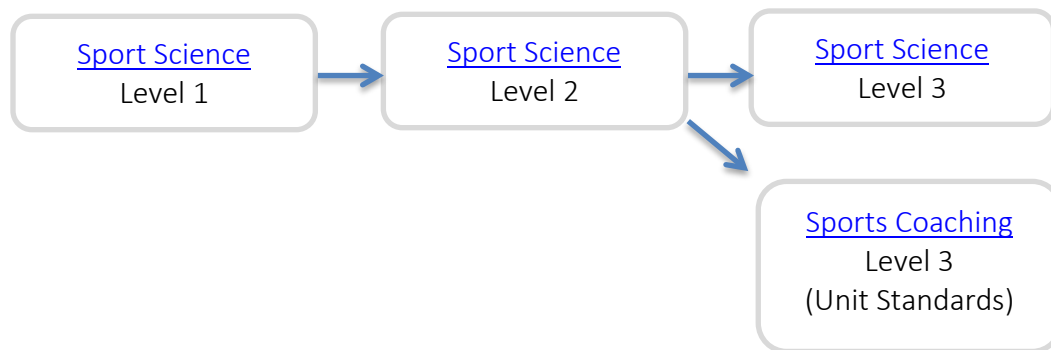 Sport Science
Level 1
Sport Science
Level 2
Sport Science
Level 3
Sports Coaching
Level 3
(Unit Standards)